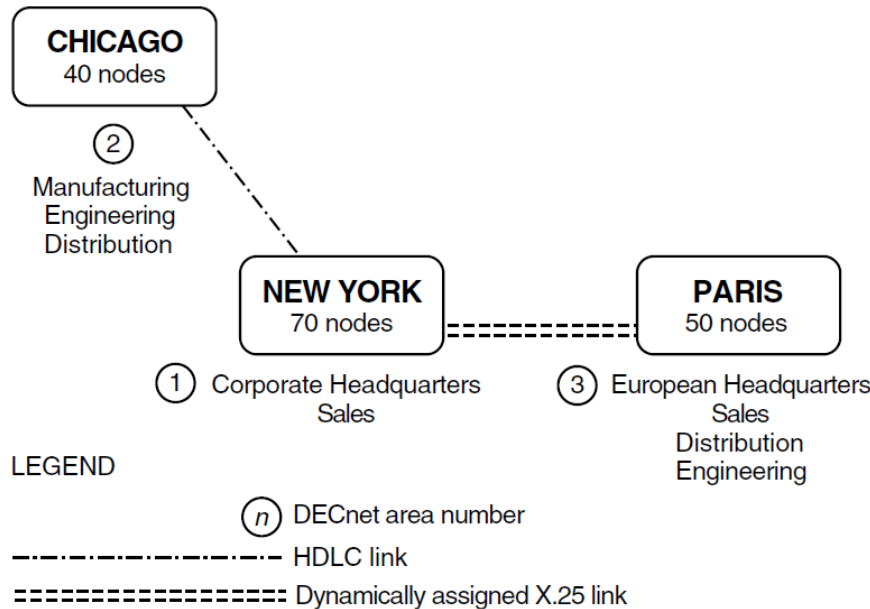 CHICAGO
40 nodes
2
Manufacturing
Engineering
Distribution
NEW YORK
70 nodes
PARIS
50 nodes
1 Corporate Headquarters
Sales
3 European Headquarters
Sales
Distribution
Engineering
LEGEND
n DECnet area number
HDLC link
Dynamically assigned X.25 link